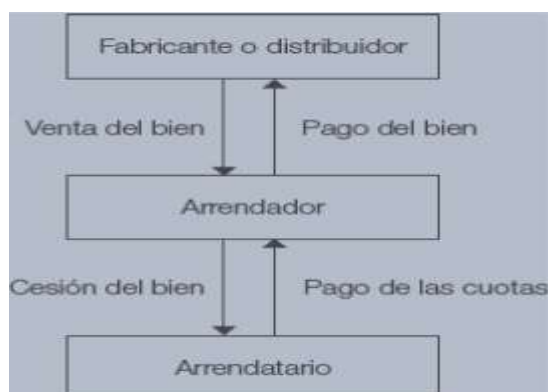 Fabricante o distribuidor
Venta del bien
Pago del bien
Arrendador
Cesión del bien
Pago de las cuotas
Arrendatario